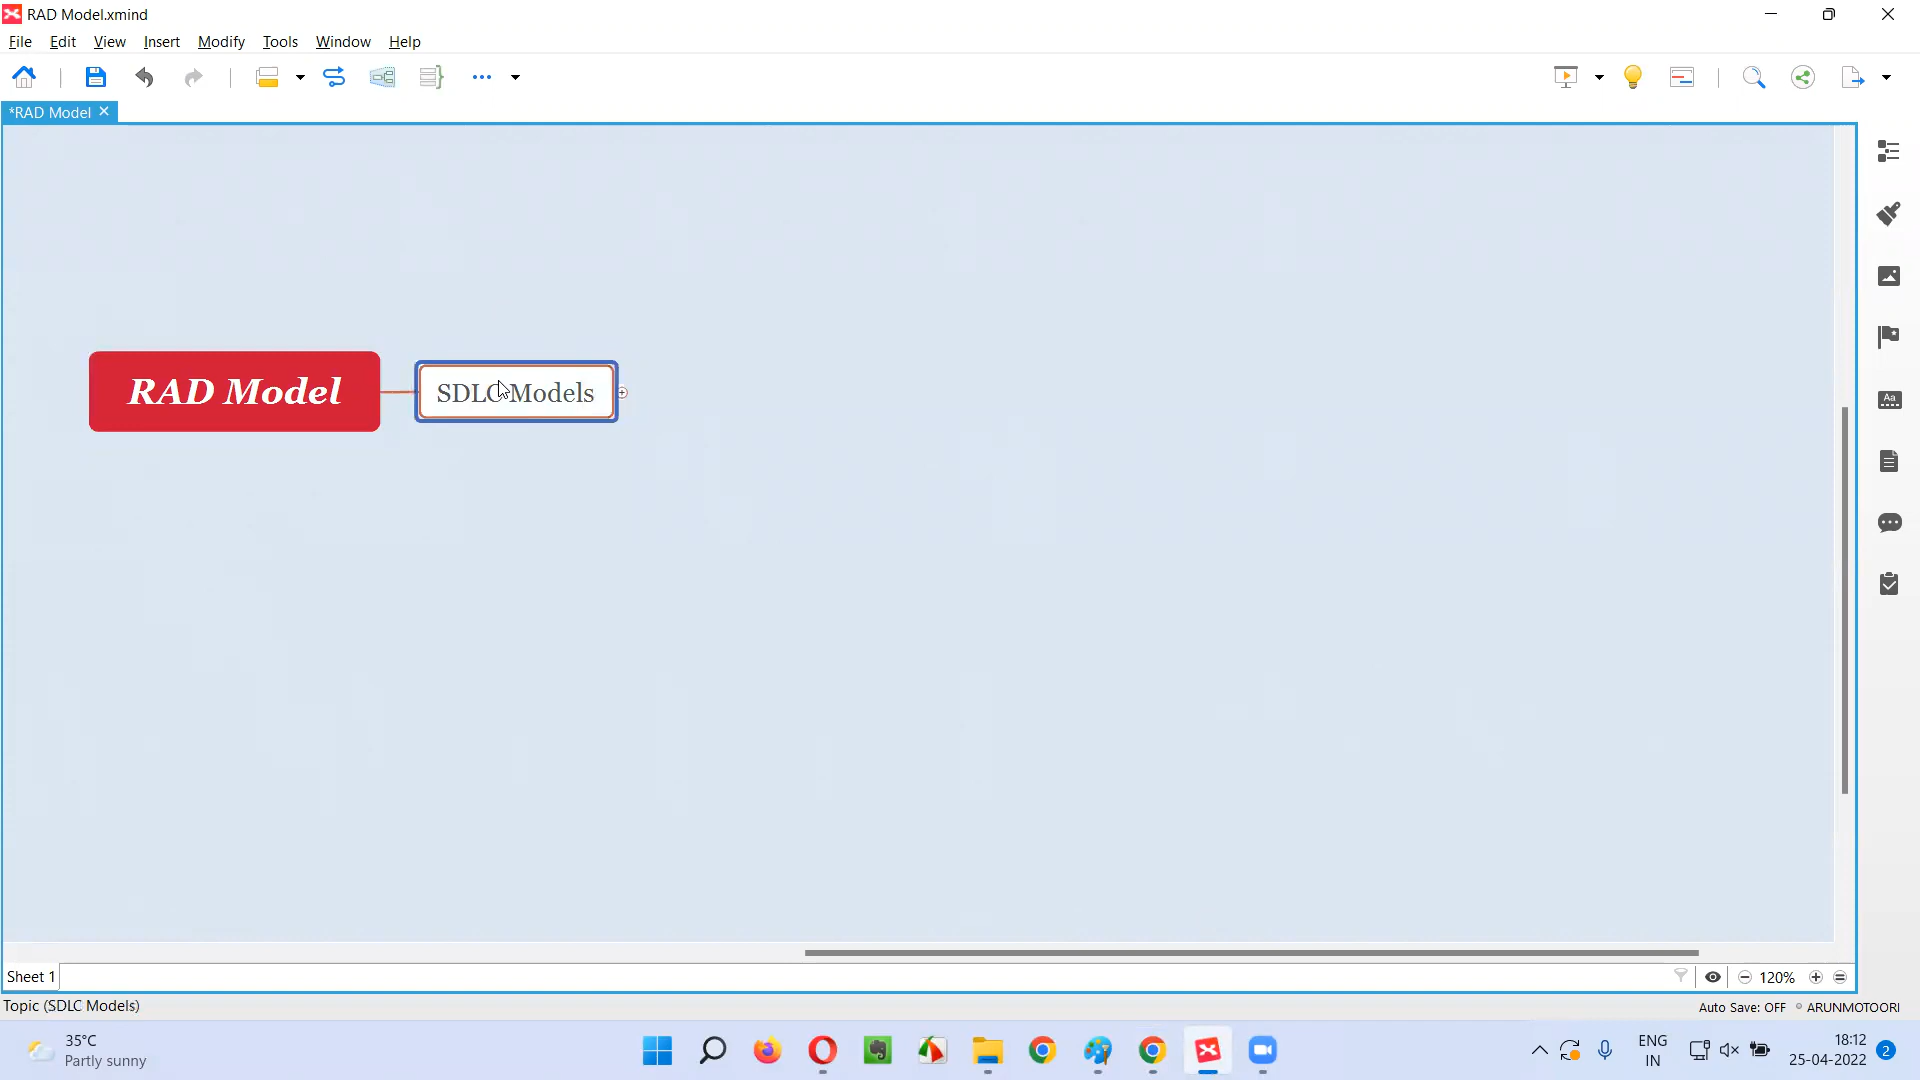 RAD Model.xmind
File Edit View Insert Modify Tools Window Help
*RAD Model
RAD Model
SDLC Models
Aa
Sheet 1
120%
Topic (SDLC Models)
Auto Save: OFF
ARUNMOTOORI
35°C
Partly sunny
ENG
IN
18:12
25-04-2022
2